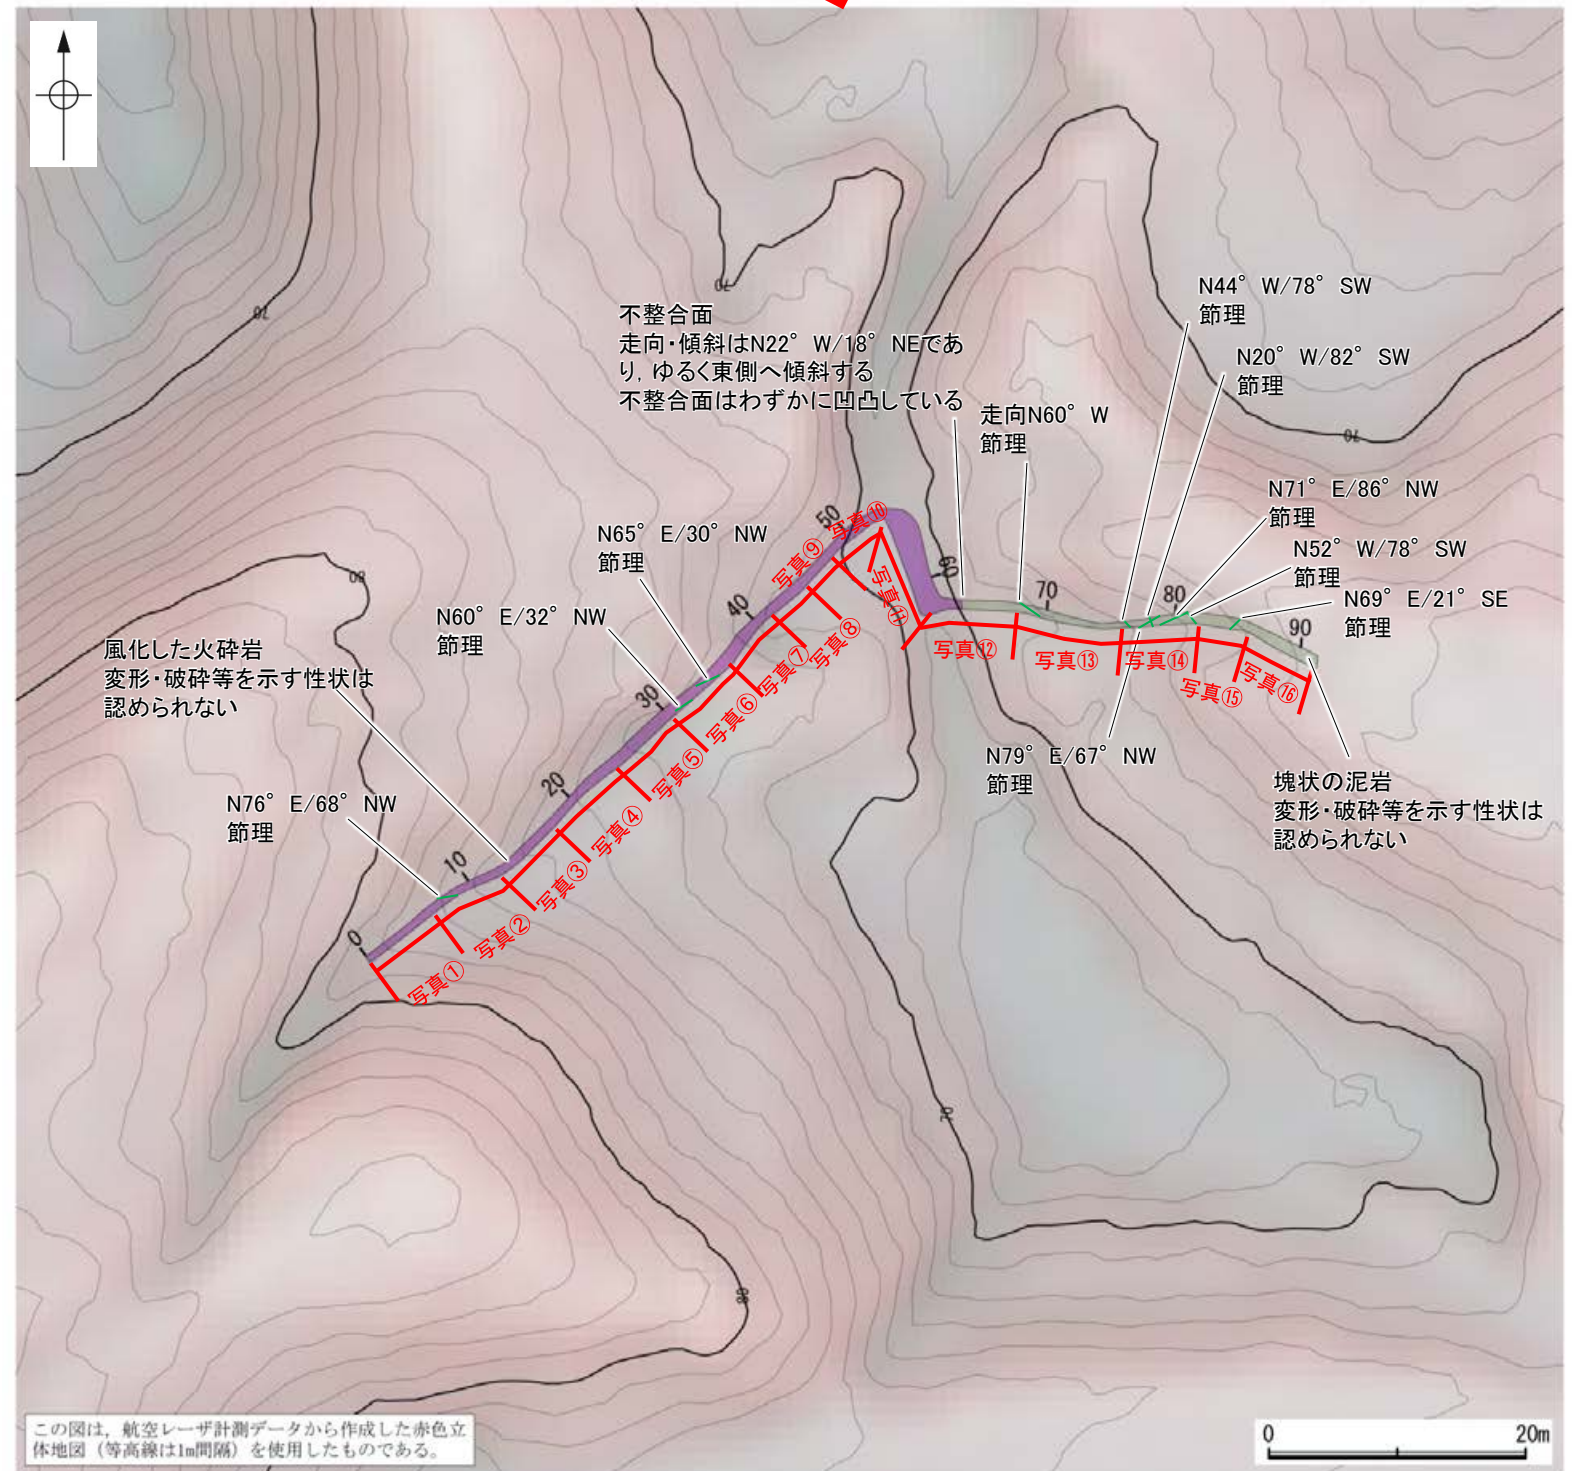 70
70
N44° W/78° SW
節理
不整合面
走向・傾斜はN22° W/18° NEであ
り，ゆるく東側へ傾斜する
不整合面はわずかに凹凸している
N20° W/82° SW
節理
走向N60° W
節理
70
N71° E/86° NW
節理
N65° E/30° NW
節理
N52° W/78° SW
節理
80
N60° E/32° NW
節理
N69° E/21° SE
節理
風化した火砕岩
変形・破砕等を示す性状は
認められない
N79° E/67° NW
節理
塊状の泥岩
変形・破砕等を示す性状は
認められない
N76° E/68° NW
節理
0
10
20
30
40
50
60
70
80
90
写真①
写真②
写真③
写真④
写真⑤
写真⑥
写真⑦
写真⑧
写真⑨
写真⑩
写真⑪
写真⑫
写真⑬
写真⑭
写真⑮
写真⑯
70
80
この図は，航空レーザ計測データから作成した赤色立
体地図（等高線は1m間隔）を使用したものである。
0 20m